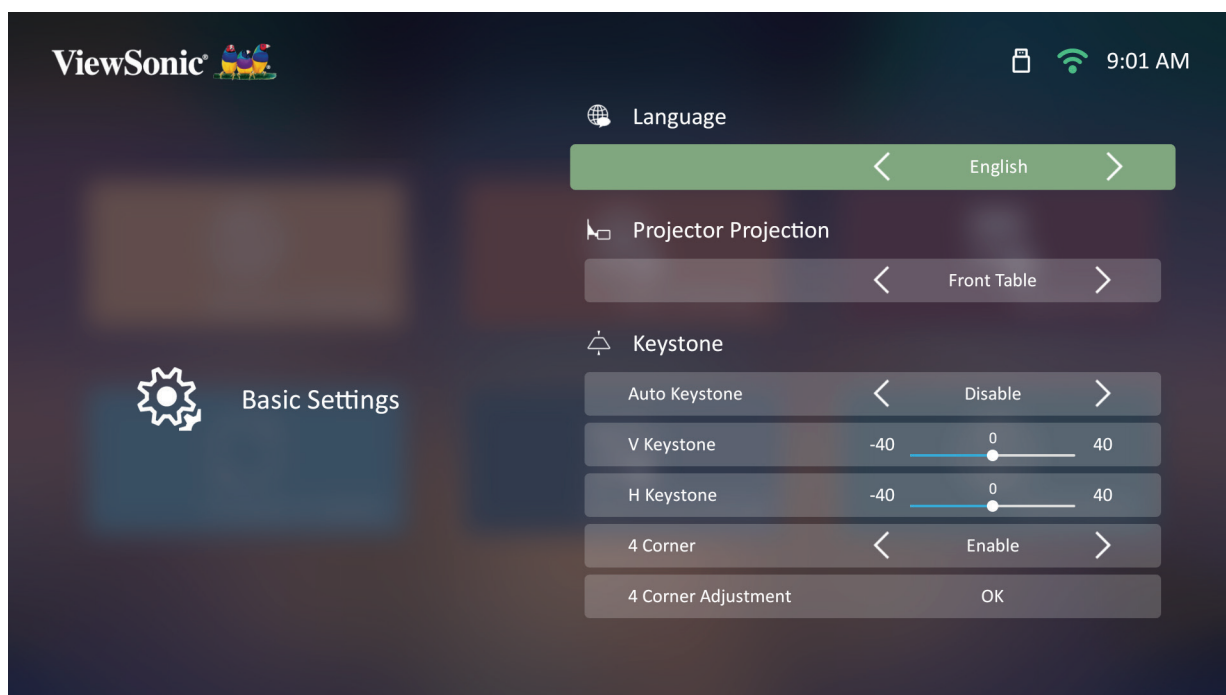 ViewSonic®
9:01 AM
Language
English
Projector Projection
Front Table
Keystone
Basic Settings
Auto Keystone Disable
V Keystone -40 0 40
H Keystone -40 0 40
4 Corner Enable
4 Corner Adjustment OK